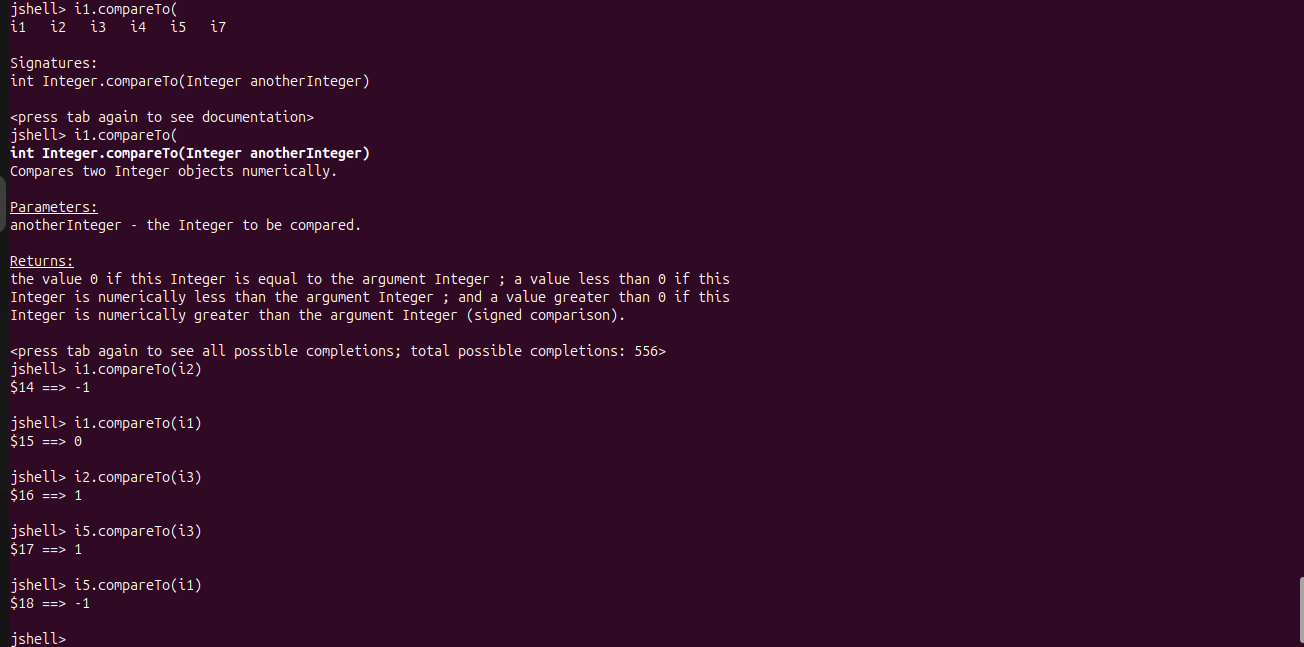 jshell> i1.compareTo(
i1   i2   i3   i4   i5   i7
Signatures:
int Integer.compareTo(Integer anotherInteger)
<press tab again to see documentation>
jshell> i1.compareTo(
int Integer.compareTo(Integer anotherInteger)
Compares two Integer objects numerically.
Parameters:
anotherInteger - the Integer to be compared.
Returns:
the value 0 if this Integer is equal to the argument Integer ; a value less than 0 if this
Integer is numerically less than the argument Integer ; and a value greater than 0 if this
Integer is numerically greater than the argument Integer (signed comparison).
<press tab again to see all possible completions; total possible completions: 556>
jshell> i1.compareTo(i2)
$14 ==> -1
jshell> i1.compareTo(i1)
$15 ==> 0
jshell> i2.compareTo(i3)
$16 ==> 1
jshell> i5.compareTo(i3)
$17 ==> 1
jshell> i5.compareTo(i1)
$18 ==> -1
jshell>